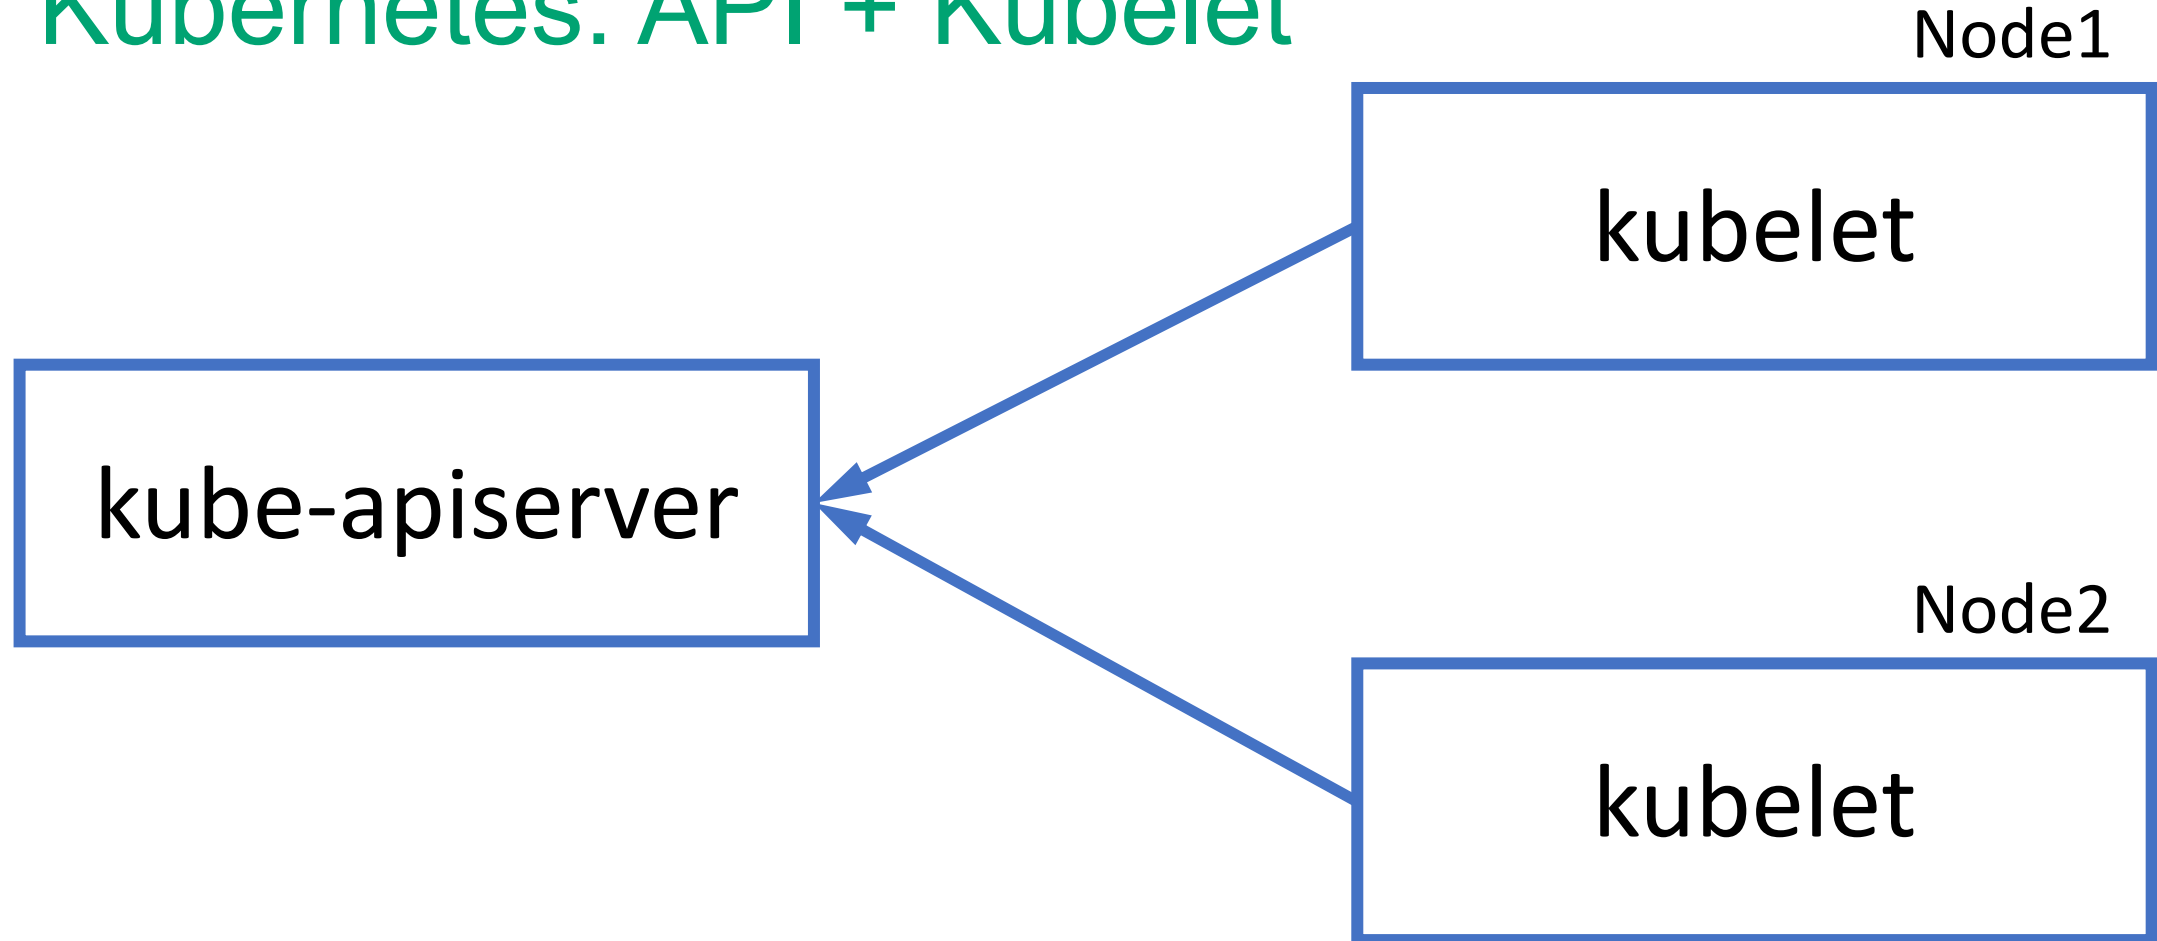 Kubernetes: API + Kubelet
Node1
kubelet
kube-apiserver
Node2
kubelet